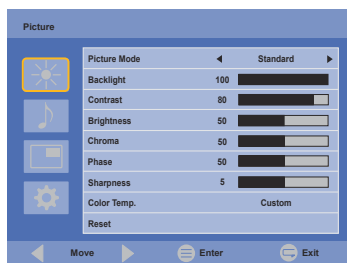 Picture
Picture Mode Standard
Backlight 100
Contrast 80
Brightness 50
Chroma 50
Phase 50
Sharpness 5
Color Temp. Custom
Reset
Move Enter Exit